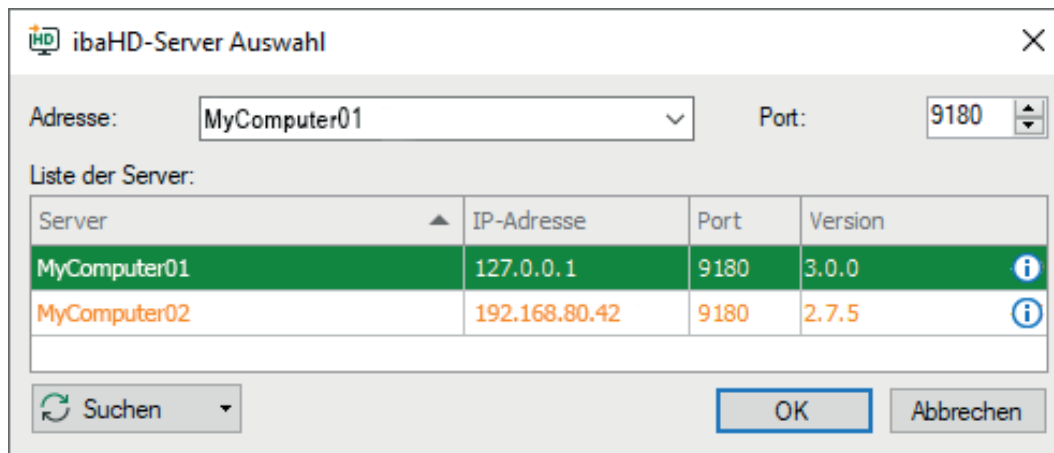 HD ibaHD-Server Auswahl
Adresse: MyComputer01 Port: 9180
Liste der Server:
Server IP-Adresse Port Version
MyComputer01 127.0.0.1 9180 3.0.0
MyComputer02 192.168.80.42 9180 2.7.5
Suchen OK Abbrechen